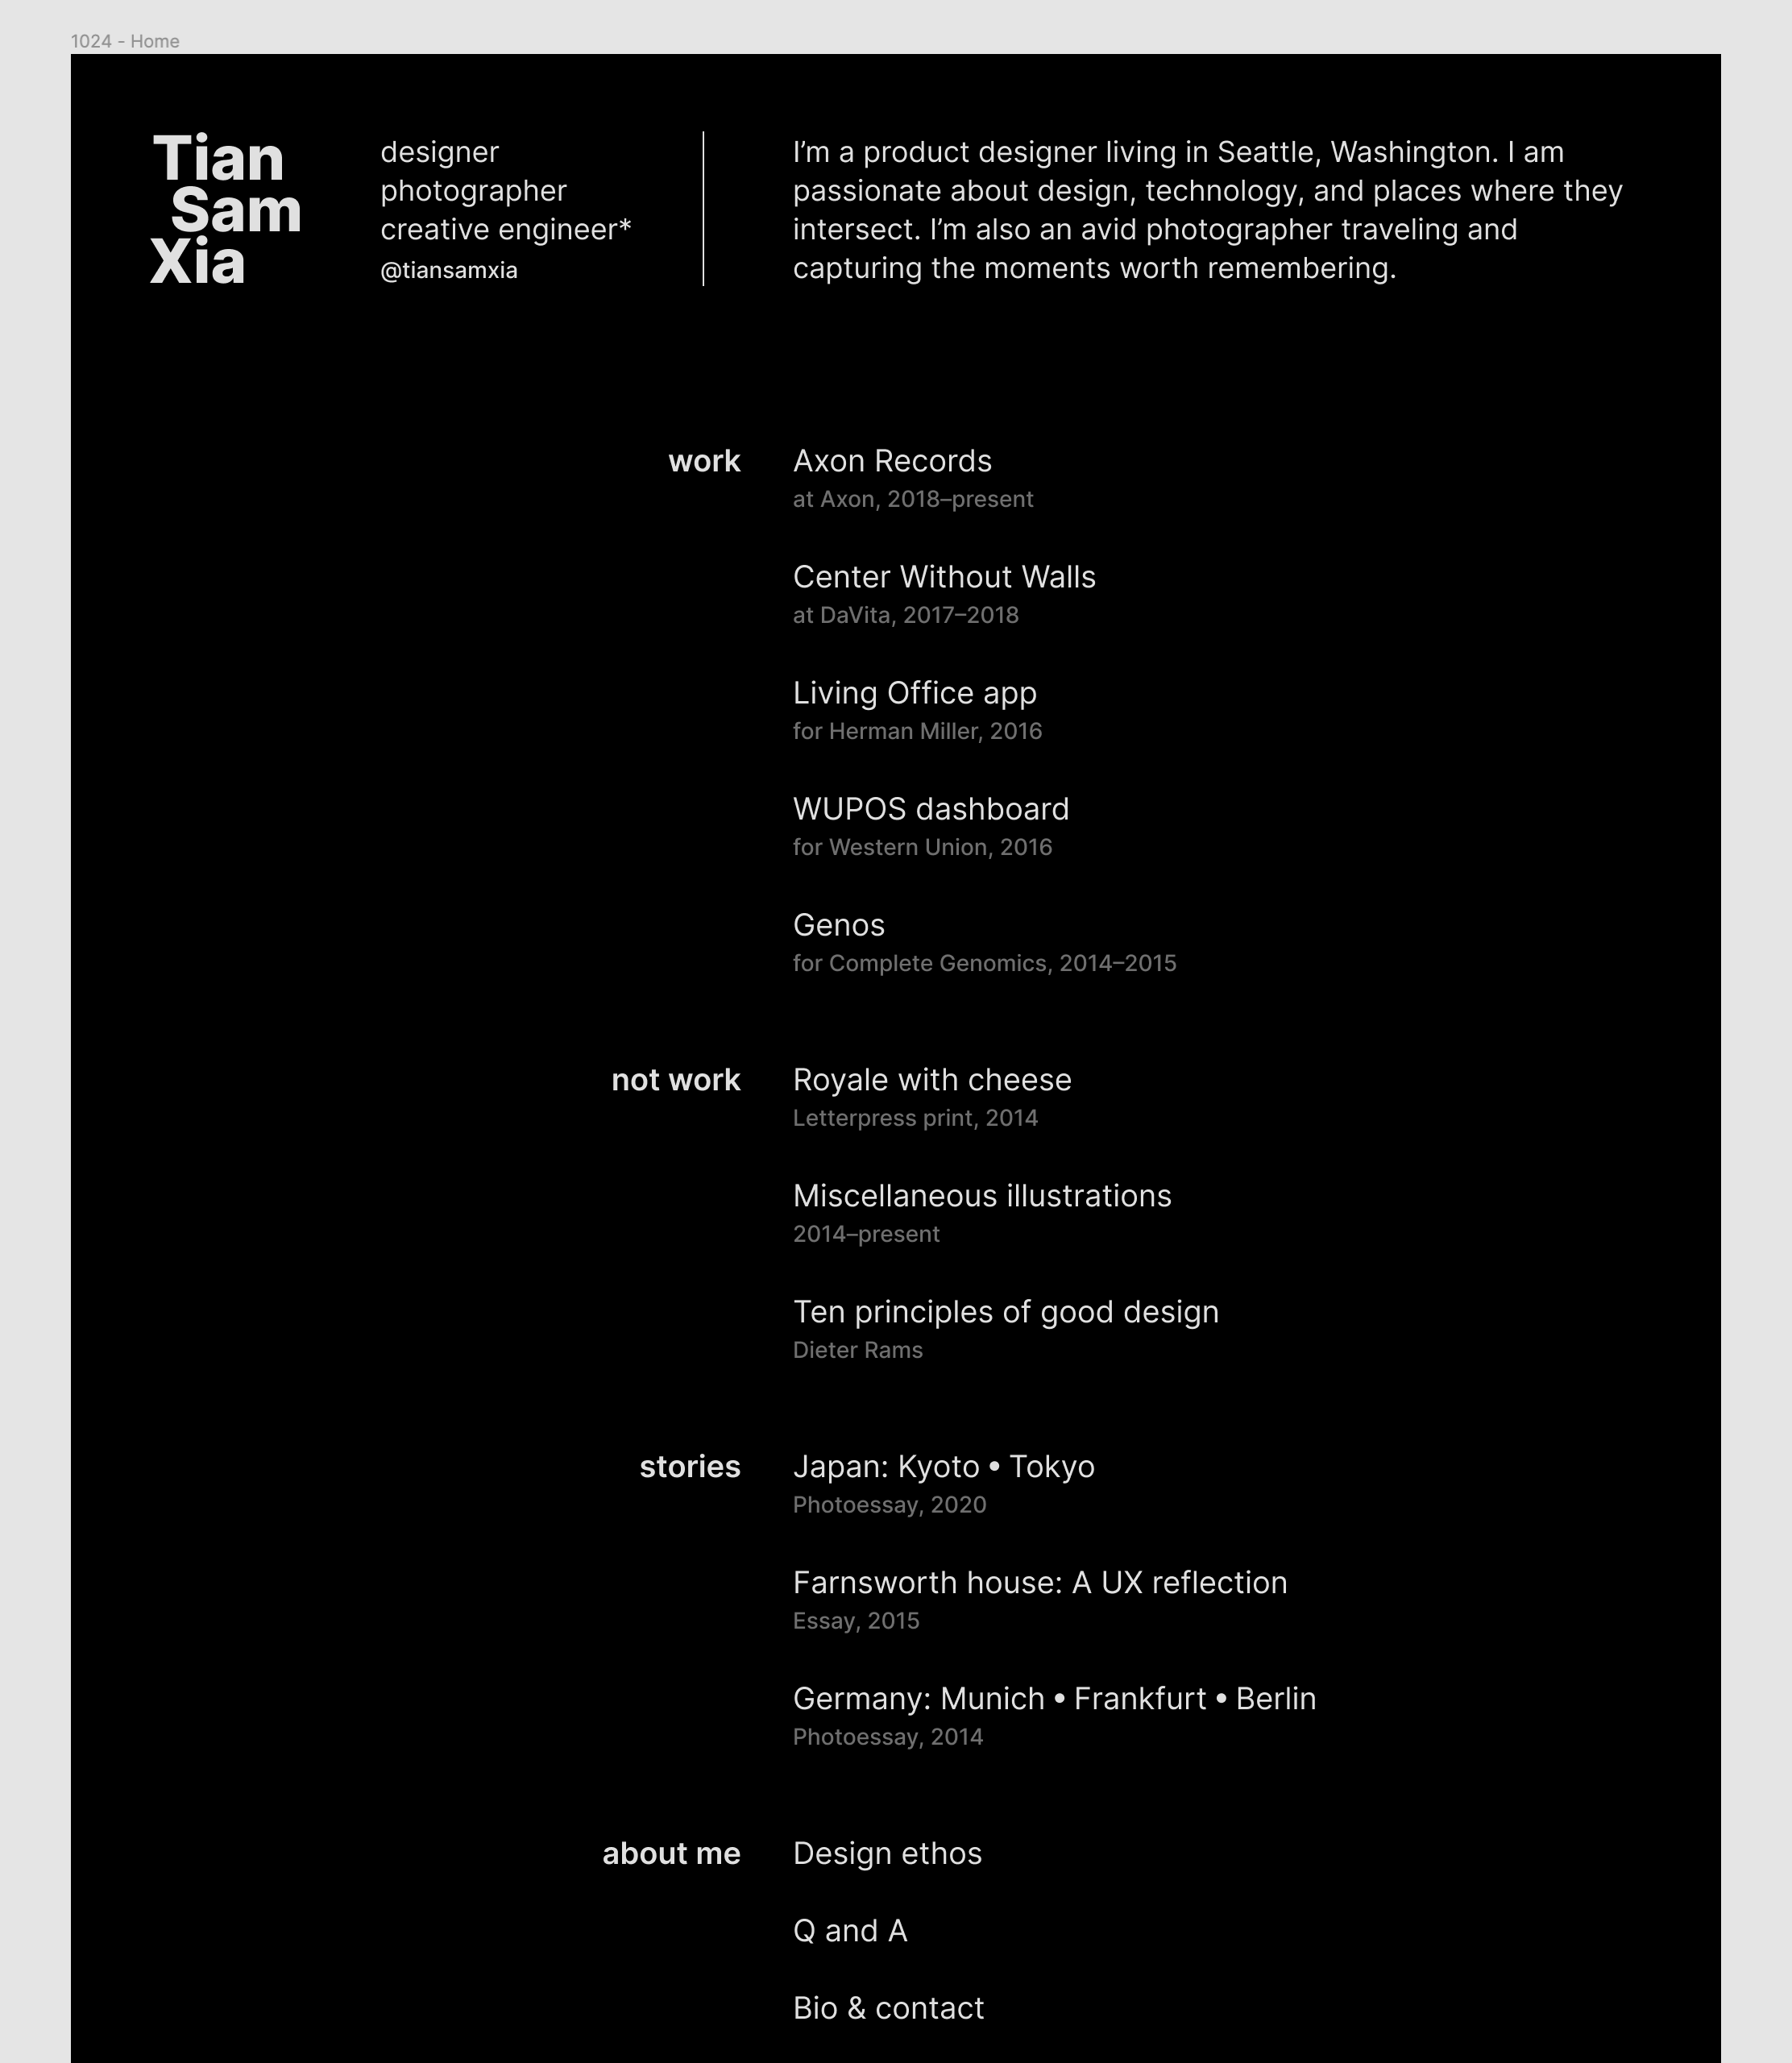 1024 - Home
Tian
Sam
Xia
designer
photographer
creative engineer*
@tiansamxia
I’m a product designer living in Seattle, Washington. I am
passionate about design, technology, and places where they
intersect. I’m also an avid photographer traveling and
capturing the moments worth remembering.
work
Axon Records
at Axon, 2018–present
Center Without Walls
at DaVita, 2017–2018
Living Office app
for Herman Miller, 2016
WUPOS dashboard
for Western Union, 2016
Genos
for Complete Genomics, 2014–2015
not work
Royale with cheese
Letterpress print, 2014
Miscellaneous illustrations
2014–present
Ten principles of good design
Dieter Rams
stories
Japan: Kyoto • Tokyo
Photoessay, 2020
Farnsworth house: A UX reflection
Essay, 2015
Germany: Munich • Frankfurt • Berlin
Photoessay, 2014
about me
Design ethos
Q and A
Bio & contact